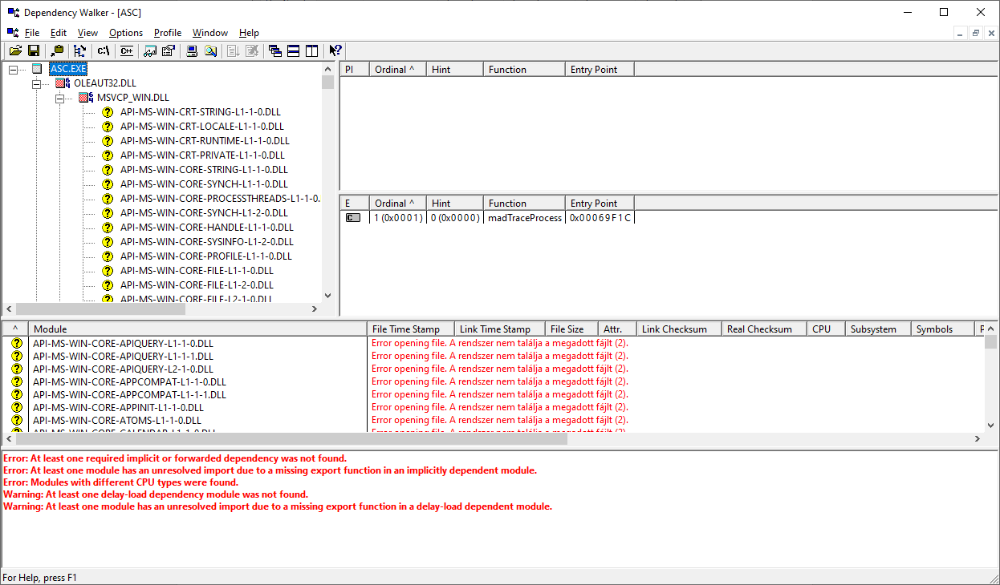 Dependency Walker - [ASC]
File Edit View Options Profile Window Help
C:\ C++
ASC.EXE
64 OLEAUT32.DLL
64 MSVCP_WIN.DLL
API-MS-WIN-CRT-STRING-L1-1-0.DLL
API-MS-WIN-CRT-LOCALE-L1-1-0.DLL
API-MS-WIN-CRT-RUNTIME-L1-1-0.DLL
API-MS-WIN-CRT-PRIVATE-L1-1-0.DLL
API-MS-WIN-CORE-STRING-L1-1-0.DLL
API-MS-WIN-CORE-SYNCH-L1-1-0.DLL
API-MS-WIN-CORE-PROCESSTHREADS-L1-1-0.
API-MS-WIN-CORE-SYNCH-L1-2-0.DLL
API-MS-WIN-CORE-HANDLE-L1-1-0.DLL
API-MS-WIN-CORE-SYSINFO-L1-2-0.DLL
API-MS-WIN-CORE-PROFILE-L1-1-0.DLL
API-MS-WIN-CORE-FILE-L1-1-0.DLL
API-MS-WIN-CORE-FILE-L1-2-0.DLL
API-MS-WIN-CORE-FILE-L2-1-0.DLL
PI Ordinal ^ Hint Function Entry Point
E Ordinal ^ Hint Function Entry Point
C 1 (0x0001) 0 (0x0000) madTraceProcess 0x00069F1C
^ Module File Time Stamp Link Time Stamp File Size Attr. Link Checksum Real Checksum CPU Subsystem Symbols P
API-MS-WIN-CORE-APIQUERY-L1-1-0.DLL Error opening file. A rendszer nem találja a megadott fájlt (2).
API-MS-WIN-CORE-APIQUERY-L1-1-1.DLL Error opening file. A rendszer nem találja a megadott fájlt (2).
API-MS-WIN-CORE-APIQUERY-L2-1-0.DLL Error opening file. A rendszer nem találja a megadott fájlt (2).
API-MS-WIN-CORE-APPCOMPAT-L1-1-0.DLL Error opening file. A rendszer nem találja a megadott fájlt (2).
API-MS-WIN-CORE-APPCOMPAT-L1-1-1.DLL Error opening file. A rendszer nem találja a megadott fájlt (2).
API-MS-WIN-CORE-APPINIT-L1-1-0.DLL Error opening file. A rendszer nem találja a megadott fájlt (2).
API-MS-WIN-CORE-ATOMS-L1-1-0.DLL Error opening file. A rendszer nem találja a megadott fájlt (2).
API-MS-WIN-CORE-CALENDAR-L1-1-0.DLL Error opening file. A rendszer nem találja a megadott fájlt (2).
Error: At least one required implicit or forwarded dependency was not found.
Error: At least one module has an unresolved import due to a missing export function in an implicitly dependent module.
Error: Modules with different CPU types were found.
Warning: At least one delay-load dependency module was not found.
Warning: At least one module has an unresolved import due to a missing export function in a delay-load dependent module.
For Help, press F1